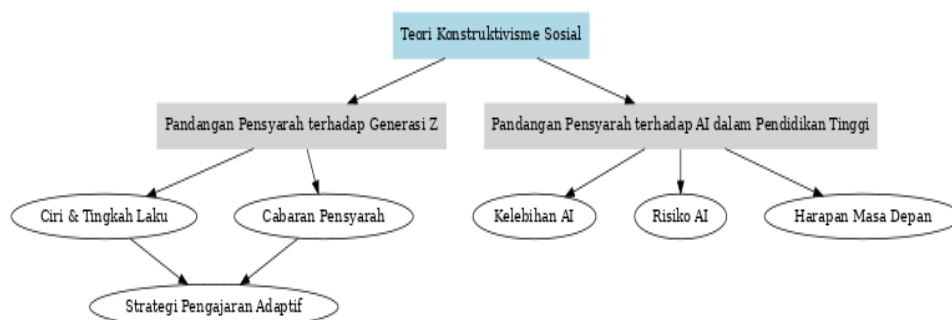 Teori Konstruktivisme Sosial
Pandangan Pensyarah terhadap Generasi Z
Pandangan Pensyarah terhadap AI dalam Pendidikan Tinggi
Ciri & Tingkah Laku
Cabaran Pensyarah
Kelebihan AI
Risiko AI
Harapan Masa Depan
Strategi Pengajaran Adaptif